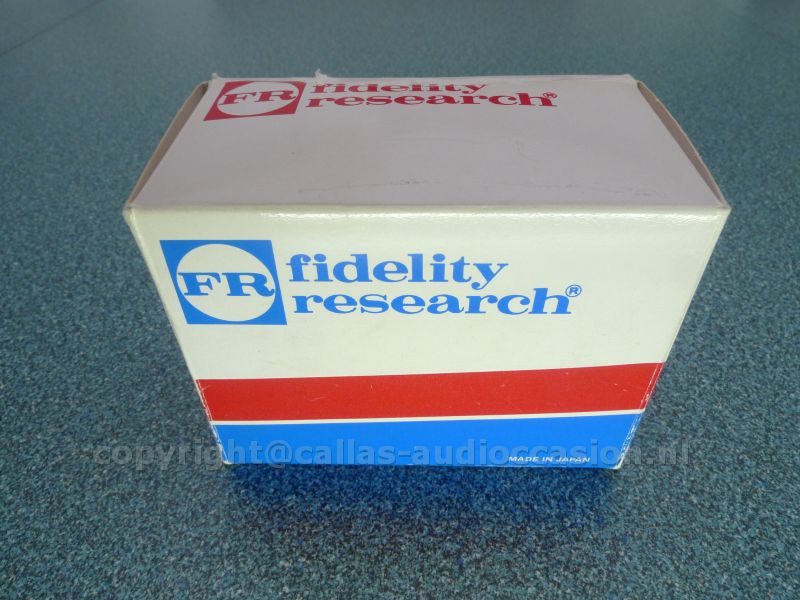 FR fidelity
research®
FR fidelity
research®
copyright@callas-audioccasion.nl
MADE IN JAPAN